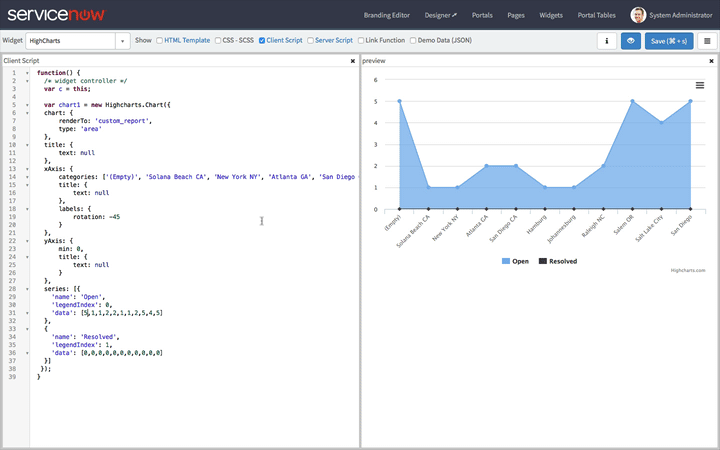 servicenow
Branding Editor Designer Portals Pages Widgets Portal Tables System Administrator
Widget HighCharts Show HTML Template CSS - SCSS Client Script Server Script Link Function Demo Data (JSON) i Save (⌘ + s)
Client Script ×
1 function() {
2 /* widget controller */
3 var c = this;
4
5 var chart1 = new Highcharts.Chart({
6 chart: {
7 renderTo: 'custom_report',
8 type: 'area'
9 },
10 title: {
11 text: null
12 },
13 xAxis: {
14 categories: ['(Empty)', 'Solana Beach CA', 'New York NY', 'Atlanta GA', 'San Diego
15 title: {
16 text: null
17 },
18 labels: {
19 rotation: -45
20 }
21 },
22 yAxis: {
23 min: 0,
24 title: {
25 text: null
26 }
27 },
28 series: [{
29 'name': 'Open',
30 'legendIndex': 0,
31 'data': [5,1,1,2,2,1,1,2,5,4,5]
32 },
33 {
34 'name': 'Resolved',
35 'legendIndex': 1,
36 'data': [0,0,0,0,0,0,0,0,0,0,0]
37 }]
38 });
39 }
preview ×
6
5
4
3
2
1
0
(Empty)
Solana Beach CA
New York NY
Atlanta GA
San Diego CA
Hamburg
Johannesburg
Raleigh NC
Salem OR
Salt Lake City
San Diego
Open Resolved
Highcharts.com